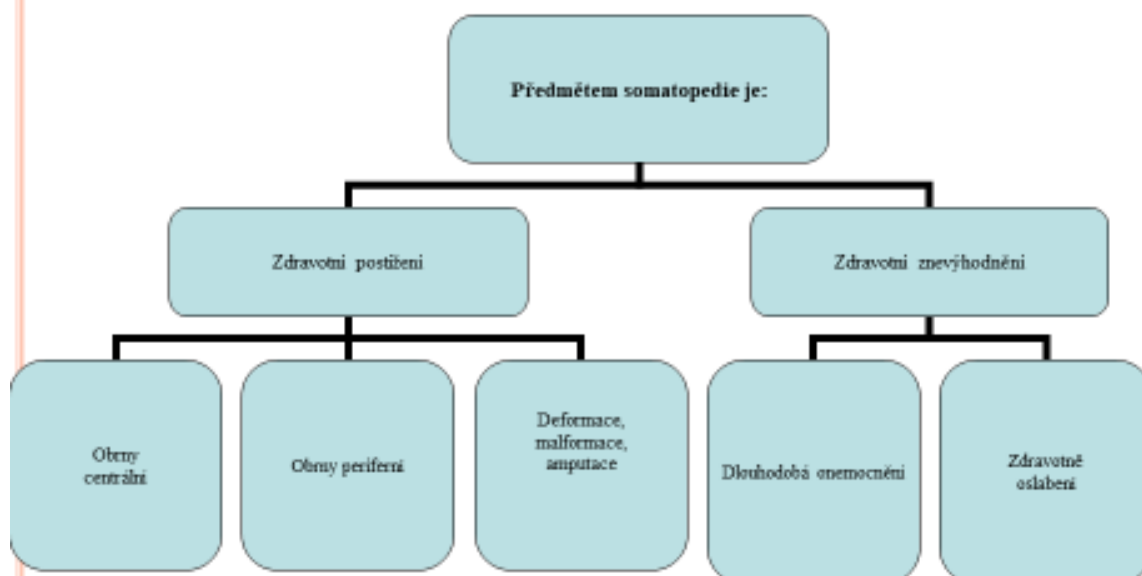 Předmětem somatopedie je:
Zdravotní postižení
Zdravotní znevýhodnění
Obrny
centrální
Obrny periferní
Deformace,
malformace,
amputace
Dlouhodobá onemocnění
Zdravotně
oslabení